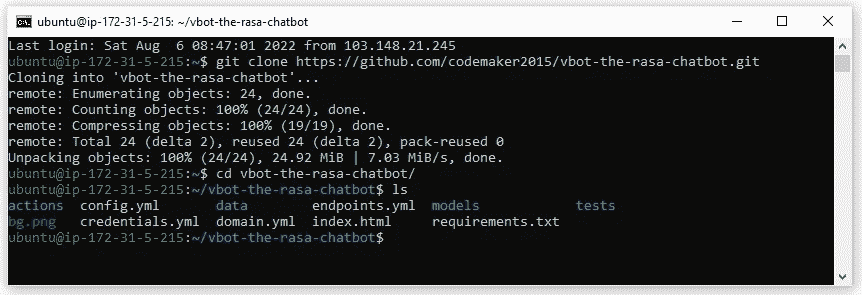 ubuntu@ip-172-31-5-215: ~/vbot-the-rasa-chatbot
Last login: Sat Aug  6 08:47:01 2022 from 103.148.21.245
ubuntu@ip-172-31-5-215:~$ git clone https://github.com/codemaker2015/vbot-the-rasa-chatbot.git
Cloning into 'vbot-the-rasa-chatbot'...
remote: Enumerating objects: 24, done.
remote: Counting objects: 100% (24/24), done.
remote: Compressing objects: 100% (19/19), done.
remote: Total 24 (delta 2), reused 24 (delta 2), pack-reused 0
Unpacking objects: 100% (24/24), 24.92 MiB | 7.03 MiB/s, done.
ubuntu@ip-172-31-5-215:~$ cd vbot-the-rasa-chatbot/
ubuntu@ip-172-31-5-215:~/vbot-the-rasa-chatbot$ ls
actions  config.yml       data        endpoints.yml  models            tests
bg.png   credentials.yml  domain.yml  index.html     requirements.txt
ubuntu@ip-172-31-5-215:~/vbot-the-rasa-chatbot$